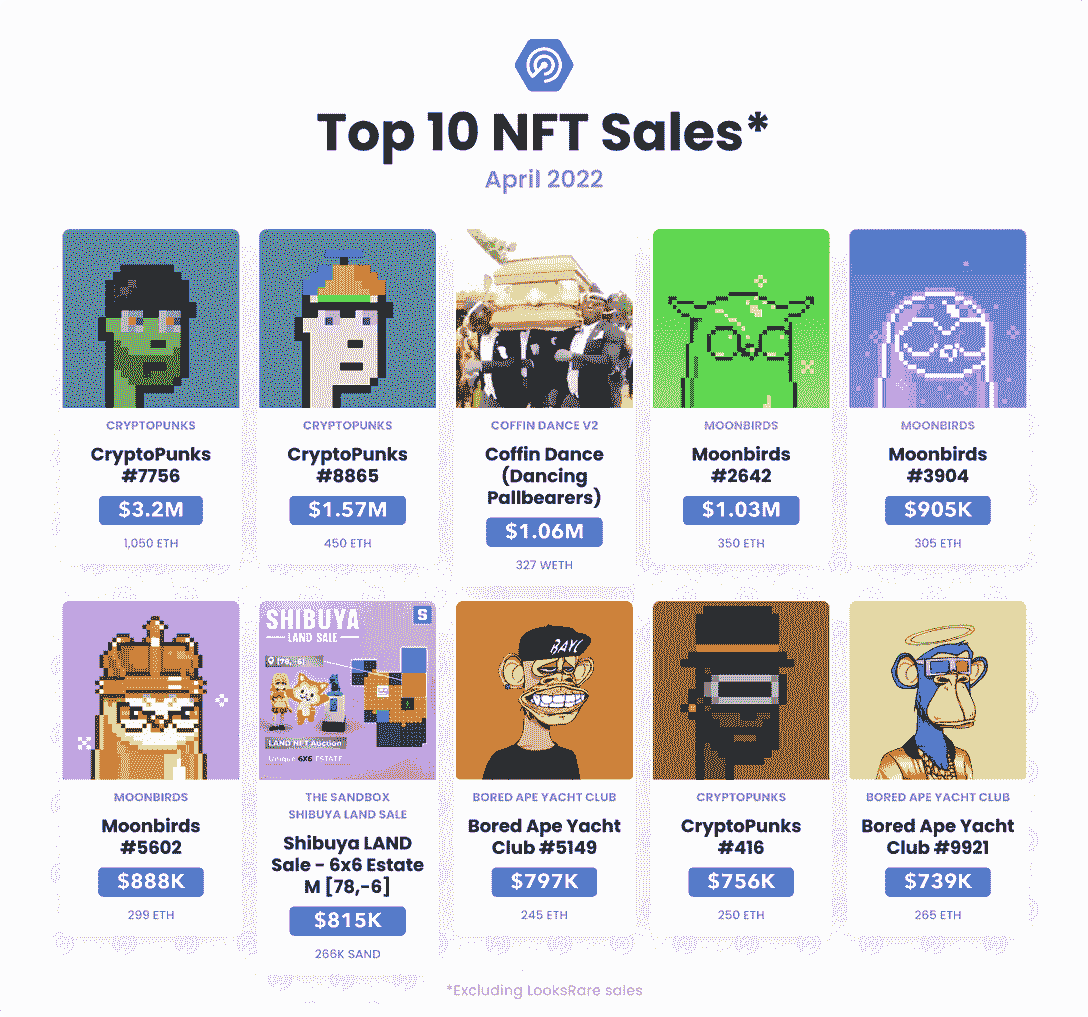 Top 10 NFT Sales*
April 2022
CRYPTOPUNKS
CryptoPunks
#7756
$3.2M
1,050 ETH
CRYPTOPUNKS
CryptoPunks
#8865
$1.57M
450 ETH
COFFIN DANCE V2
Coffin Dance
(Dancing
Pallbearers)
$1.06M
327 WETH
MOONBIRDS
Moonbirds
#2642
$1.03M
350 ETH
MOONBIRDS
Moonbirds
#3904
$905K
305 ETH
MOONBIRDS
Moonbirds
#5602
$888K
299 ETH
SHIBUYA
LAND SALE
S
[78,-6]
LAND NFT Auction
Unique 6X6 ESTATE
THE SANDBOX
SHIBUYA LAND SALE
Shibuya LAND
Sale - 6x6 Estate
M [78,-6]
$815K
266K SAND
BAYC
BORED APE YACHT CLUB
Bored Ape Yacht
Club #5149
$797K
245 ETH
CRYPTOPUNKS
CryptoPunks
#416
$756K
250 ETH
BORED APE YACHT CLUB
Bored Ape Yacht
Club #9921
$739K
265 ETH
*Excluding LooksRare sales